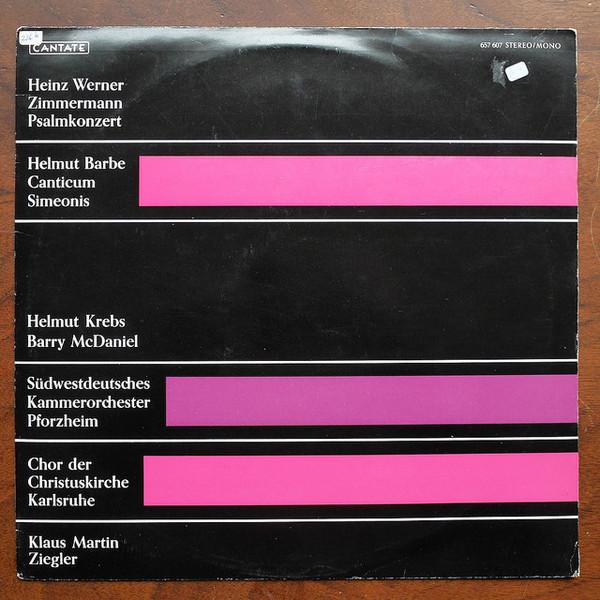 CANTATE
657 607 STEREO/MONO
Heinz Werner
Zimmermann
Psalmkonzert
Helmut Barbe
Canticum
Simeonis
Helmut Krebs
Barry McDaniel
Südwestdeutsches
Kammerorchester
Pforzheim
Chor der
Christuskirche
Karlsruhe
Klaus Martin
Ziegler